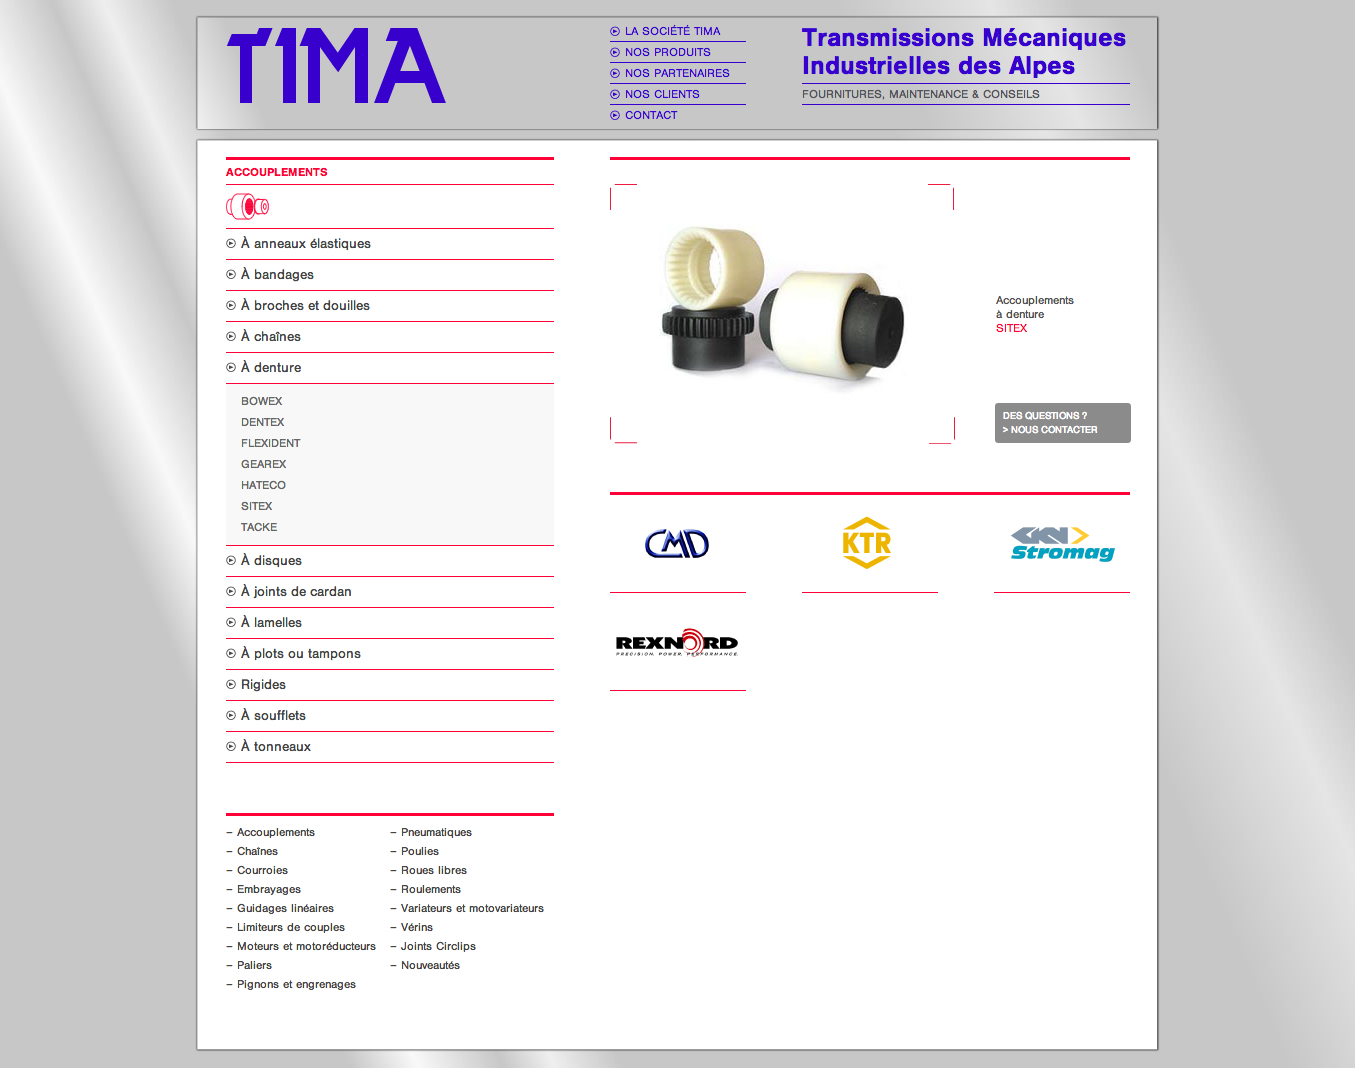 TIMA
LA SOCIÉTÉ TIMA
NOS PRODUITS
NOS PARTENAIRES
NOS CLIENTS
CONTACT
Transmissions Mécaniques
Industrielles des Alpes
FOURNITURES, MAINTENANCE & CONSEILS
ACCOUPLEMENTS
À anneaux élastiques
À bandages
À broches et douilles
À chaînes
À denture
BOWEX
DENTEX
FLEXIDENT
GEAREX
HATECO
SITEX
TACKE
À disques
À joints de cardan
À lamelles
À plots ou tampons
Rigides
À soufflets
À tonneaux
– Accouplements
– Chaînes
– Courroies
– Embrayages
– Guidages linéaires
– Limiteurs de couples
– Moteurs et motoréducteurs
– Paliers
– Pignons et engrenages
– Pneumatiques
– Poulies
– Roues libres
– Roulements
– Variateurs et motovariateurs
– Vérins
– Joints Circlips
– Nouveautés
Accouplements
à denture
SITEX
DES QUESTIONS ?
> NOUS CONTACTER
CMD
KTR
GKN
Stromag
REXNORD
PRECISION. POWER. PERFORMANCE.